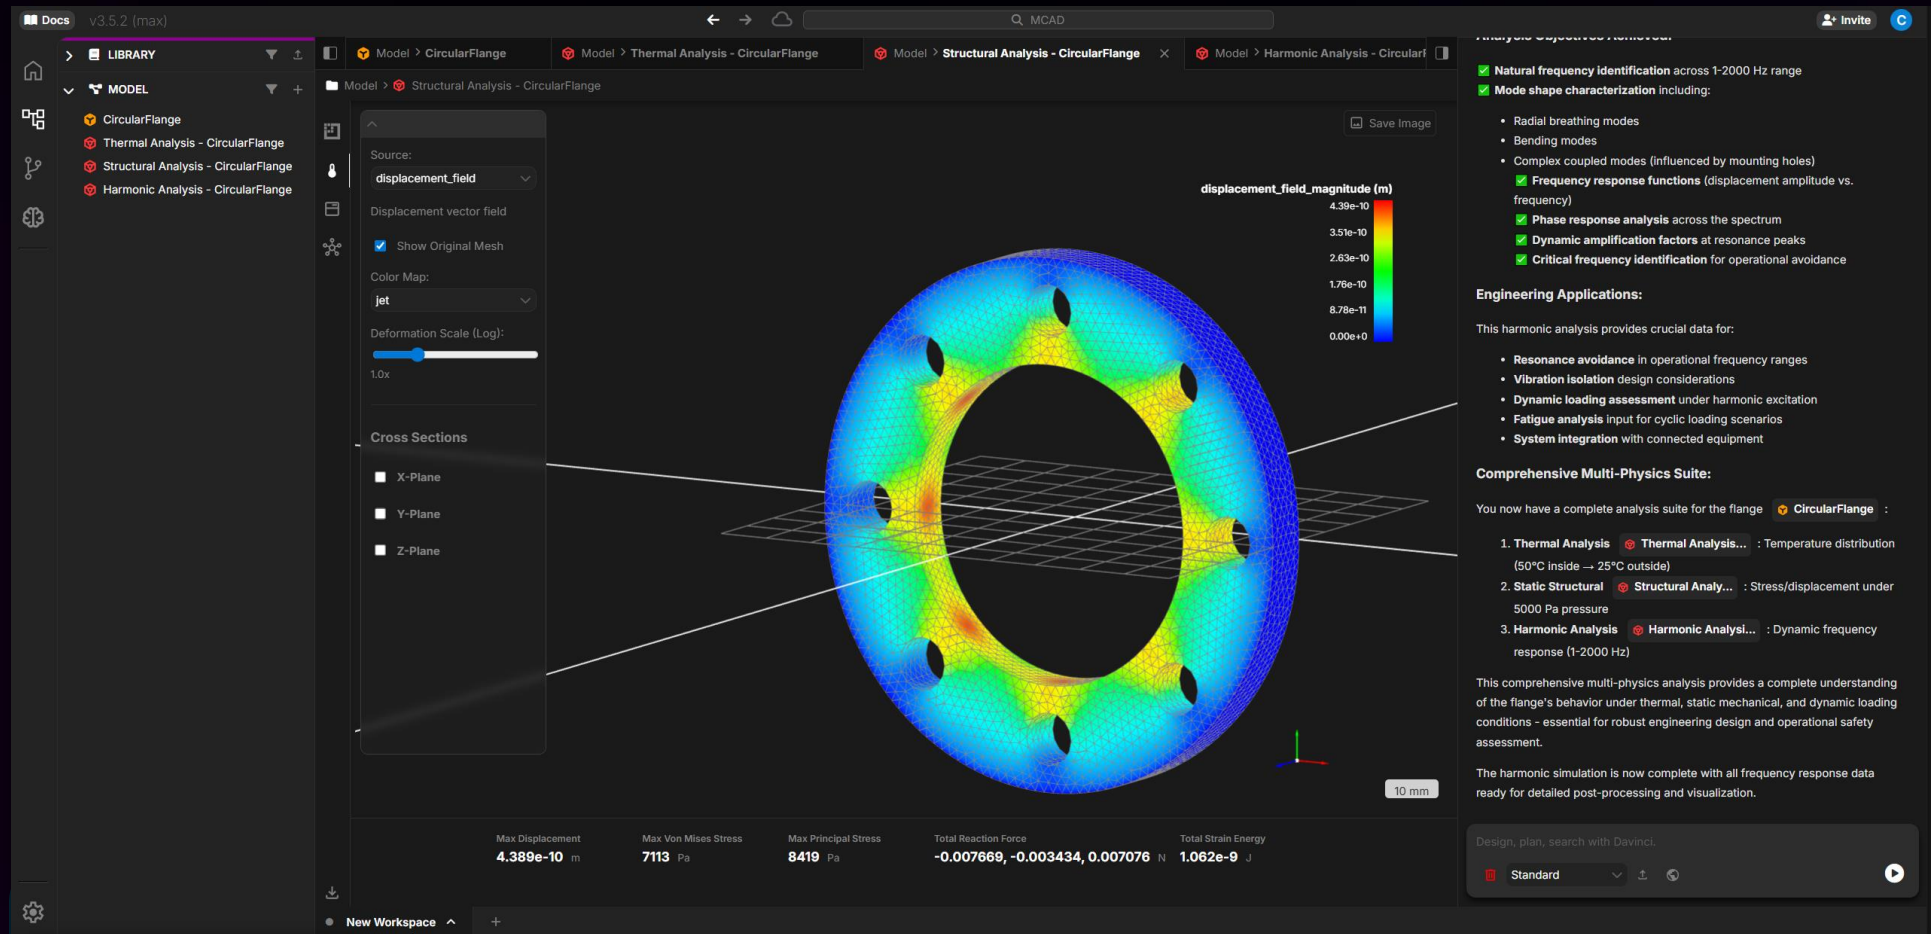 Docs v3.5.2 (max)
MCAD
Invite
C
LIBRARY
MODEL
CircularFlange
Thermal Analysis - CircularFlange
Structural Analysis - CircularFlange
Harmonic Analysis - CircularFlange
Model > CircularFlange
Model > Thermal Analysis - CircularFlange
Model > Structural Analysis - CircularFlange
Model > Harmonic Analysis - CircularF
Model > Structural Analysis - CircularFlange
Source:
displacement_field
Displacement vector field
Show Original Mesh
Color Map:
jet
Deformation Scale (Log):
1.0x
Cross Sections
X-Plane
Y-Plane
Z-Plane
Save Image
displacement_field_magnitude (m)
4.39e-10
3.51e-10
2.63e-10
1.76e-10
8.78e-11
0.00e+0
10 mm
Max Displacement
4.389e-10 m
Max Von Mises Stress
7113 Pa
Max Principal Stress
8419 Pa
Total Reaction Force
-0.007669, -0.003434, 0.007076 N
Total Strain Energy
1.062e-9 J
New Workspace
Analysis Objectives Achieved:
Natural frequency identification across 1-2000 Hz range
Mode shape characterization including:
• Radial breathing modes
• Bending modes
• Complex coupled modes (influenced by mounting holes)
Frequency response functions (displacement amplitude vs.
frequency)
Phase response analysis across the spectrum
Dynamic amplification factors at resonance peaks
Critical frequency identification for operational avoidance
Engineering Applications:
This harmonic analysis provides crucial data for:
• Resonance avoidance in operational frequency ranges
• Vibration isolation design considerations
• Dynamic loading assessment under harmonic excitation
• Fatigue analysis input for cyclic loading scenarios
• System integration with connected equipment
Comprehensive Multi-Physics Suite:
You now have a complete analysis suite for the flange CircularFlange :
1. Thermal Analysis Thermal Analysis... : Temperature distribution
(50°C inside → 25°C outside)
2. Static Structural Structural Analy... : Stress/displacement under
5000 Pa pressure
3. Harmonic Analysis Harmonic Analysi... : Dynamic frequency
response (1-2000 Hz)
This comprehensive multi-physics analysis provides a complete understanding
of the flange's behavior under thermal, static mechanical, and dynamic loading
conditions - essential for robust engineering design and operational safety
assessment.
The harmonic simulation is now complete with all frequency response data
ready for detailed post-processing and visualization.
Design, plan, search with Davinci.
Standard